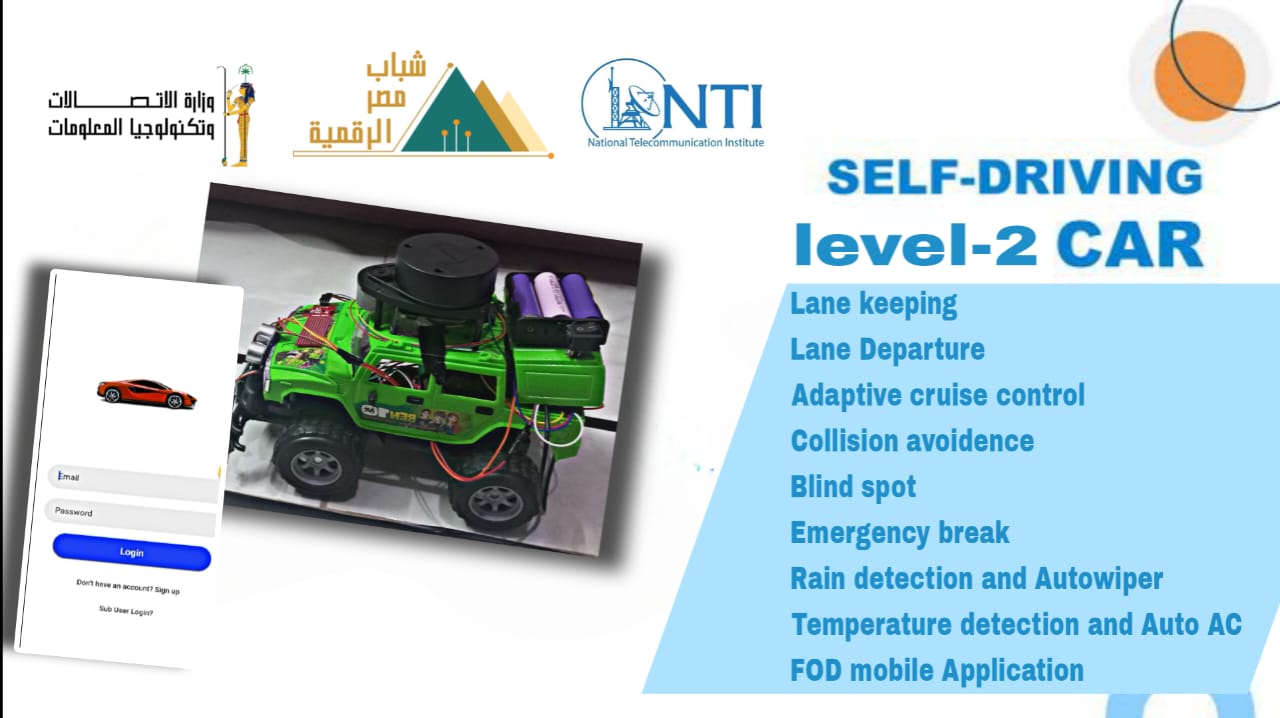 وزارة الاتصالات
وتكنولوجيا المعلومات
شباب
مصر
الرقمية
NTI
National Telecommunication Institute
SELF-DRIVING
level-2 CAR
Lane keeping
Lane Departure
Adaptive cruise control
Collision avoidence
Blind spot
Emergency break
Rain detection and Autowiper
Temperature detection and Auto AC
FOD mobile Application
Email
Password
Login
Don't have an account? Sign up
Sub User Login?